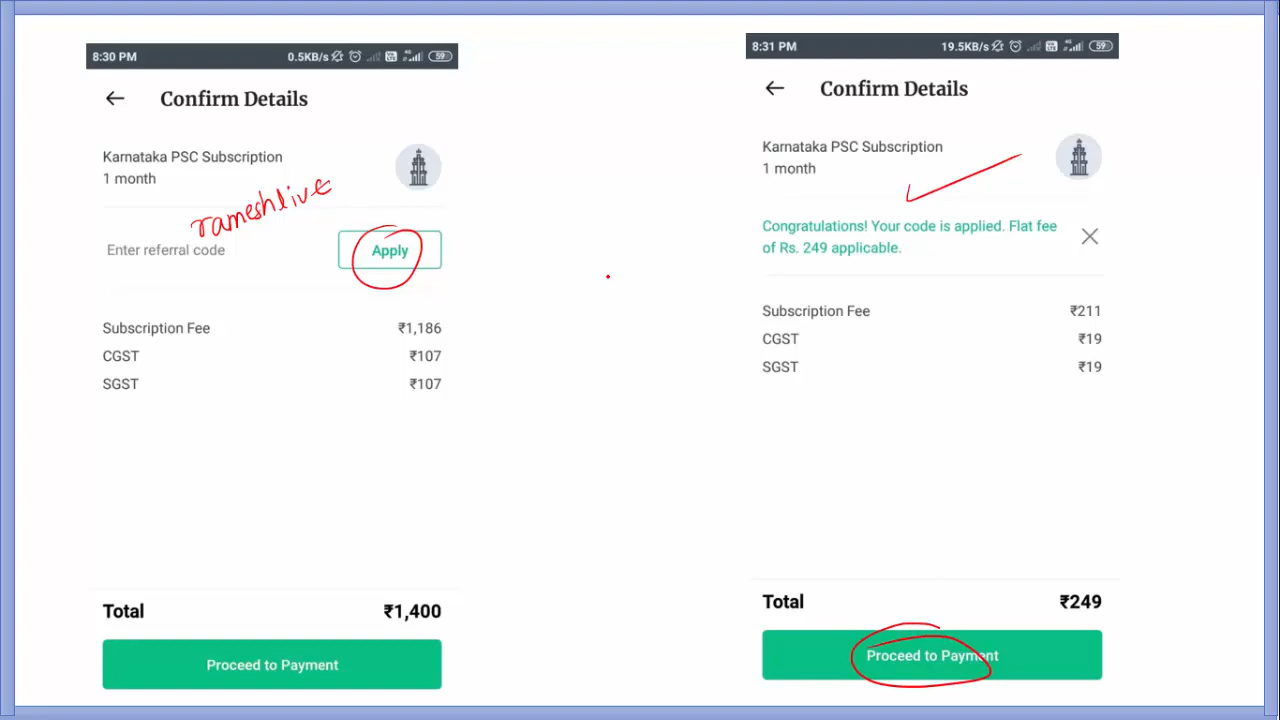 8:30 PM 0.5KB/s 59
Confirm Details
Karnataka PSC Subscription
1 month
rameshlive
Enter referral code Apply
Subscription Fee ₹1,186
CGST ₹107
SGST ₹107
Total ₹1,400
Proceed to Payment
8:31 PM 19.5KB/s 59
Confirm Details
Karnataka PSC Subscription
1 month
Congratulations! Your code is applied. Flat fee
of Rs. 249 applicable.
Subscription Fee ₹211
CGST ₹19
SGST ₹19
Total ₹249
Proceed to Payment